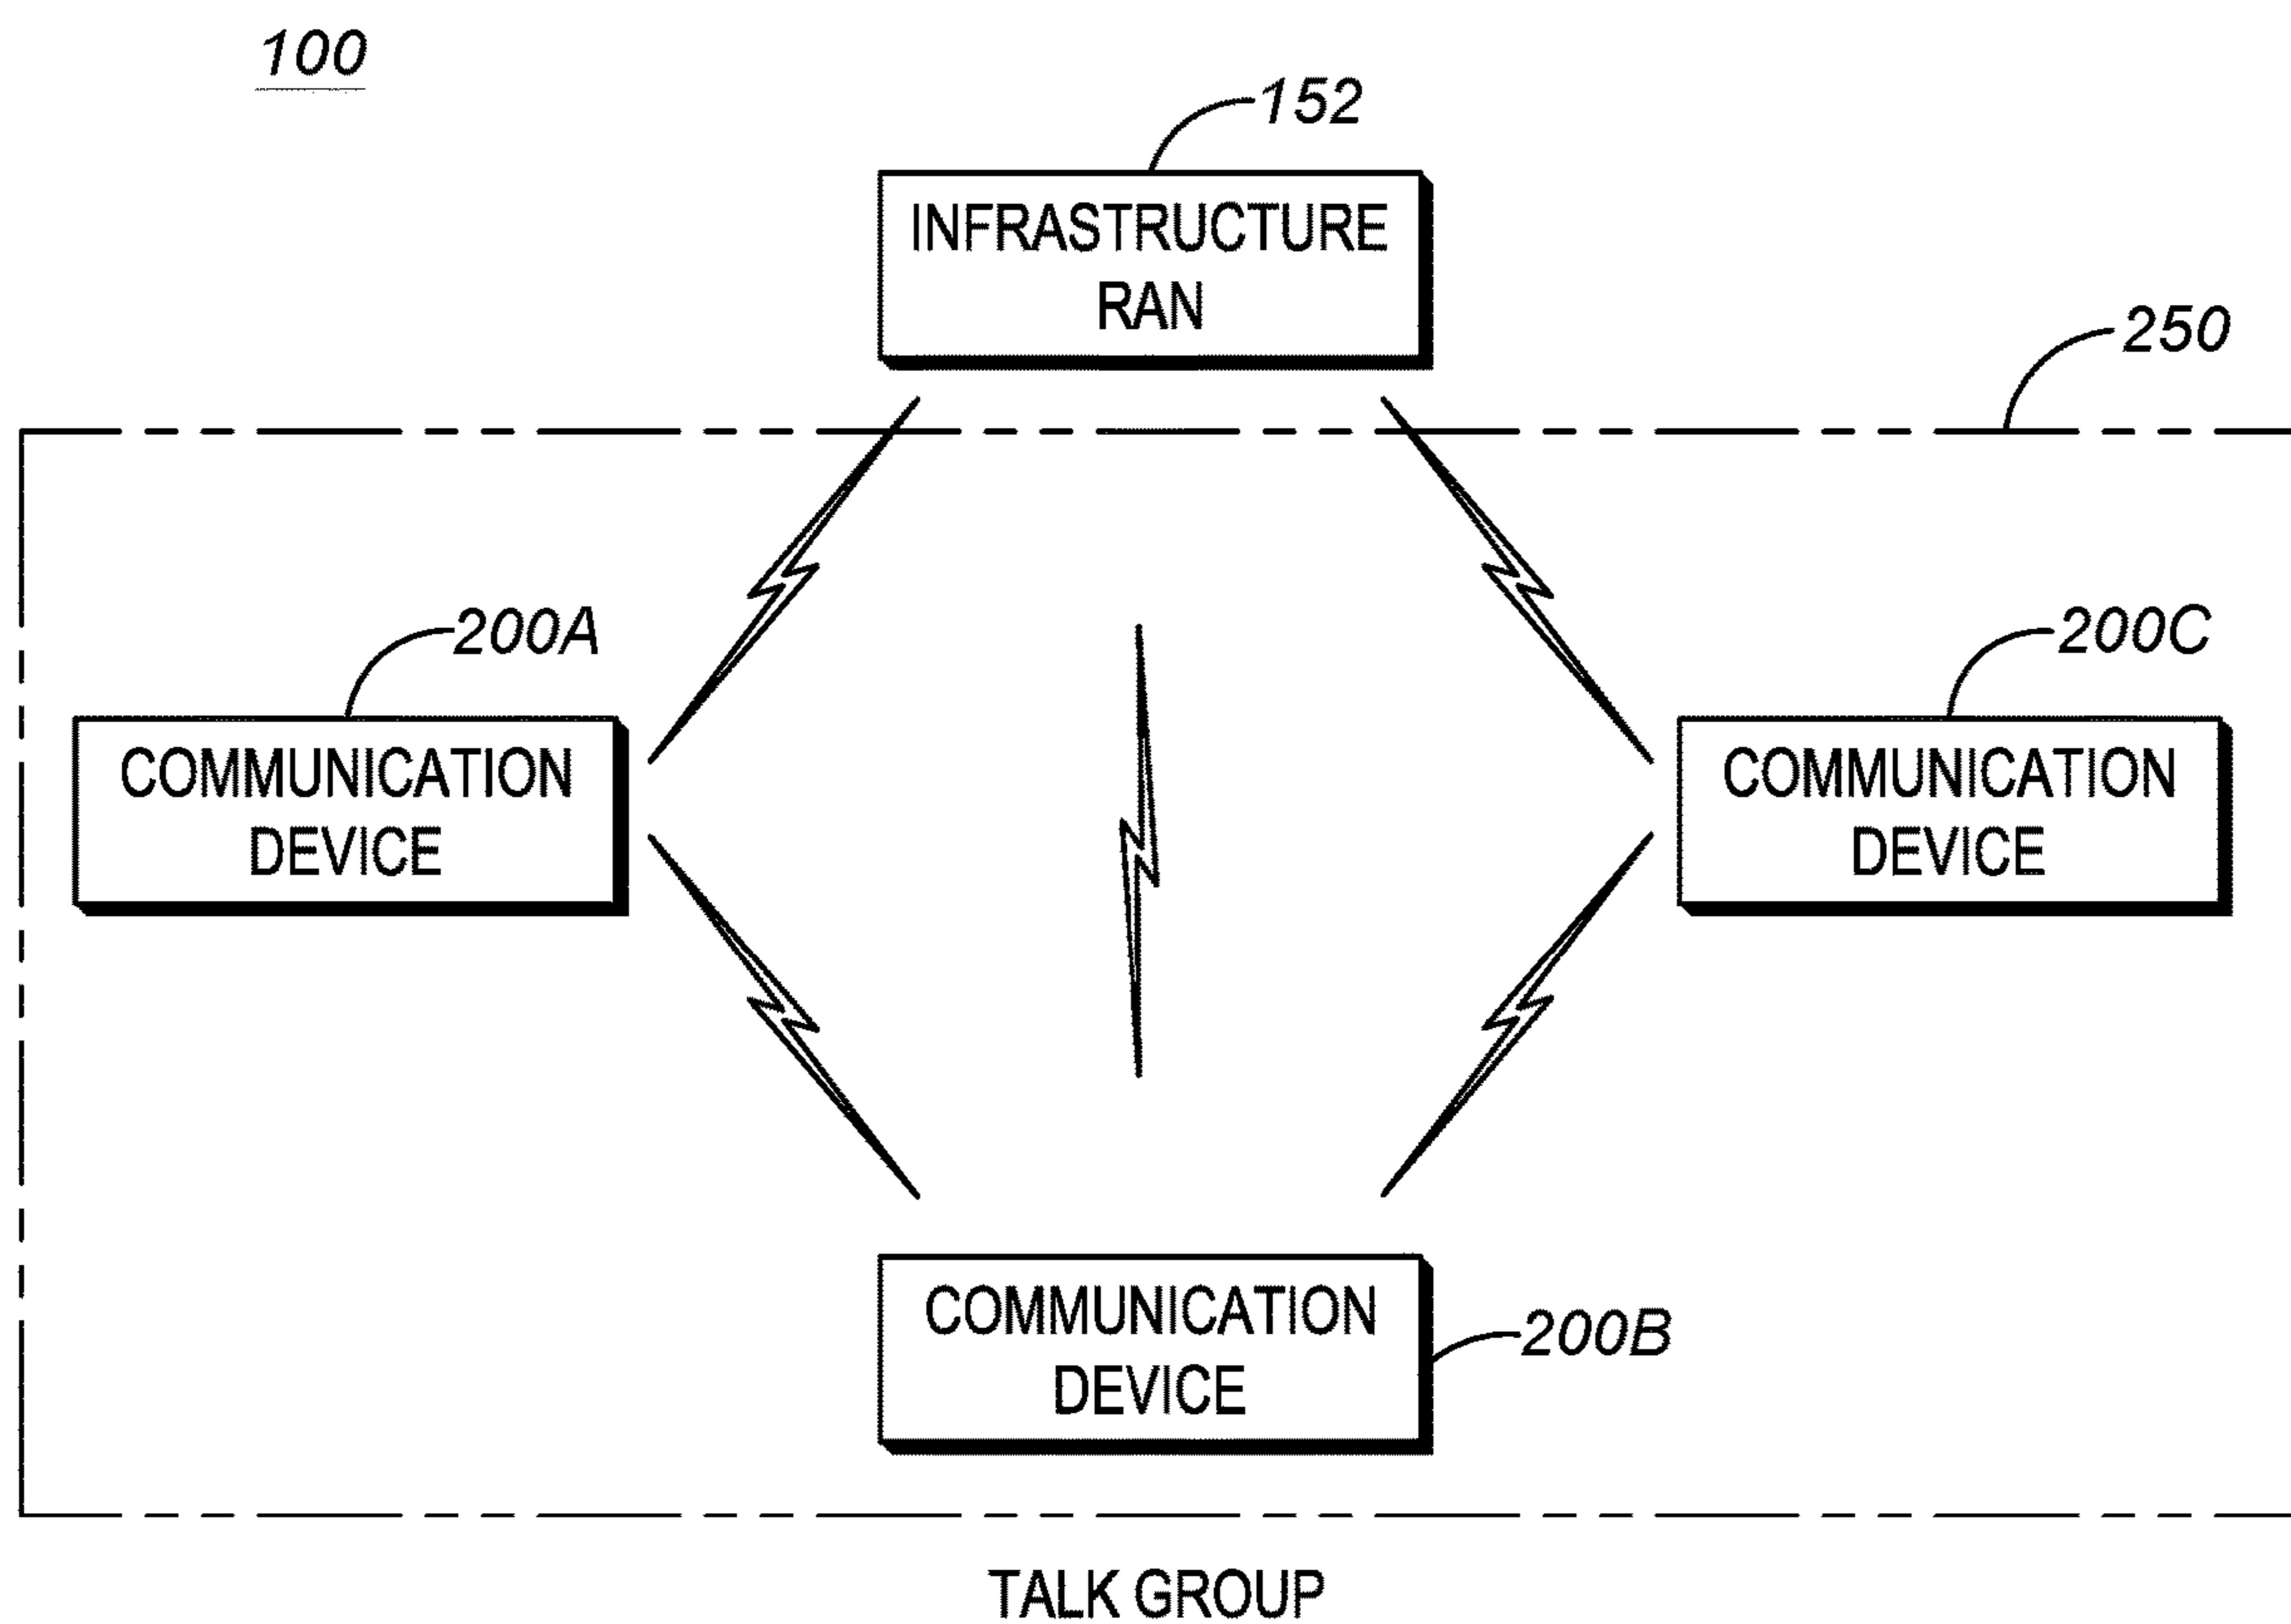 100
152
INFRASTRUCTURE
RAN
250
200A
200C
COMMUNICATION
DEVICE
COMMUNICATION
DEVICE
COMMUNICATION
DEVICE
200B
TALK GROUP